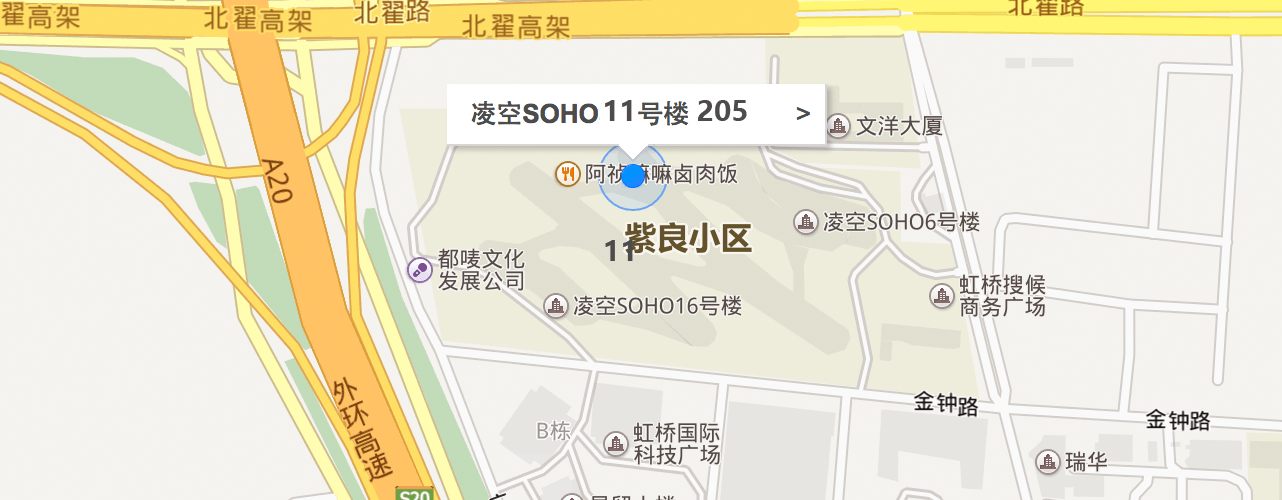 翟高架
北翟高架
北翟路
北翟高架
北翟路
凌空SOHO 11号楼 205 >
文洋大厦
A20
凌空SOHO6号楼
紫良小区
11
都唛文化
发展公司
凌空SOHO16号楼
虹桥搜候
商务广场
外环高速
金钟路
金钟路
B栋
虹桥国际
科技广场
瑞华
S20